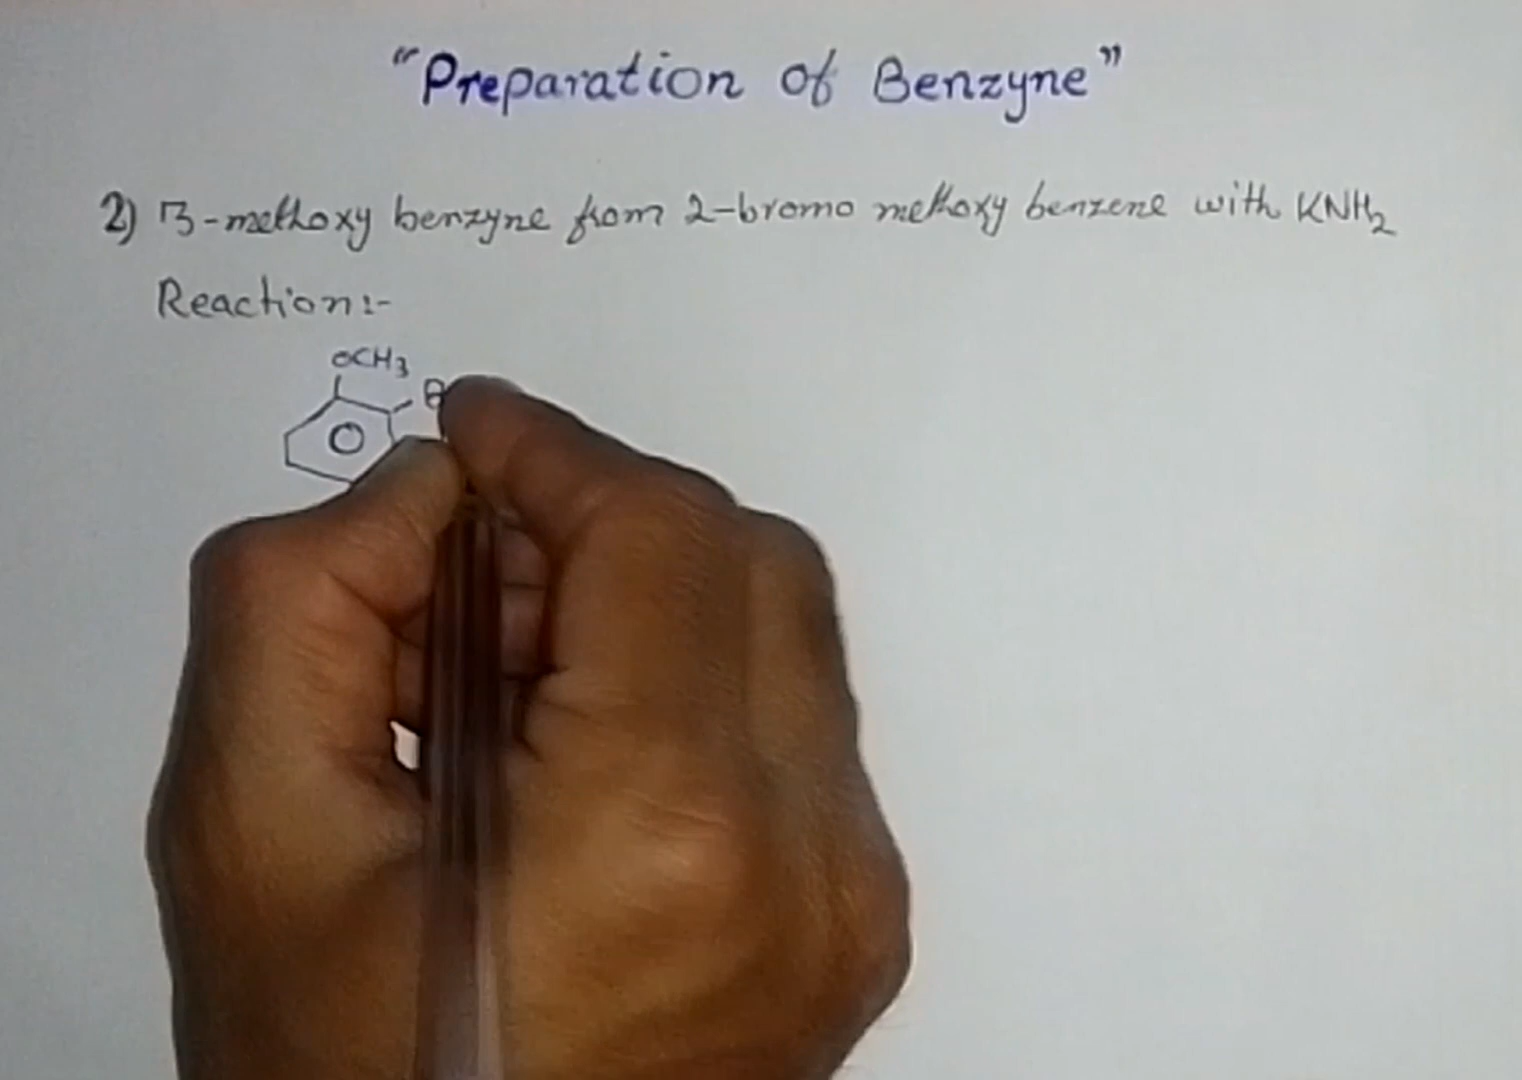 "Preparation of Benzyne"
2) 3-methoxy benzyne from 2-bromo methoxy benzene with KNH₂
Reaction:-
OCH₃
B